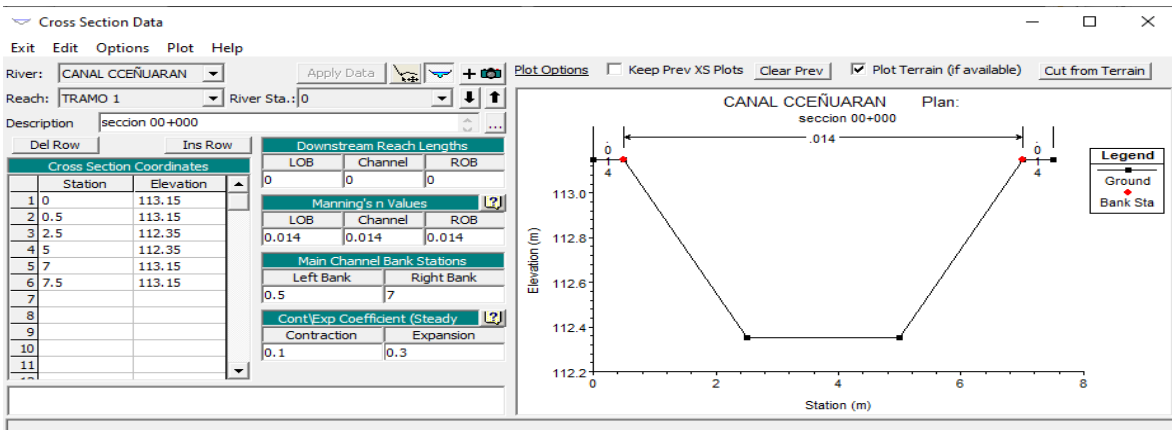 Cross Section Data
Exit Edit Options Plot Help
River: CANAL CCEÑUARAN Apply Data
Reach: TRAMO 1 River Sta.: 0
Description seccion 00+000 ...
Del Row Ins Row
Cross Section Coordinates
Station Elevation
1 0 113.15
2 0.5 113.15
3 2.5 112.35
4 5 112.35
5 7 113.15
6 7.5 113.15
7
8
9
10
11
Downstream Reach Lengths
LOB Channel ROB
0 0 0
Manning's n Values
LOB Channel ROB
0.014 0.014 0.014
Main Channel Bank Stations
Left Bank Right Bank
0.5 7
Cont\Exp Coefficient (Steady
Contraction Expansion
0.1 0.3
Plot Options Keep Prev XS Plots Clear Prev Plot Terrain (if available) Cut from Terrain
CANAL CCEÑUARAN Plan:
seccion 00+000
.014
.014
.014
Legend
Ground
Bank Sta
113.0
112.8
112.6
112.4
112.2
Elevation (m)
0 2 4 6 8
Station (m)